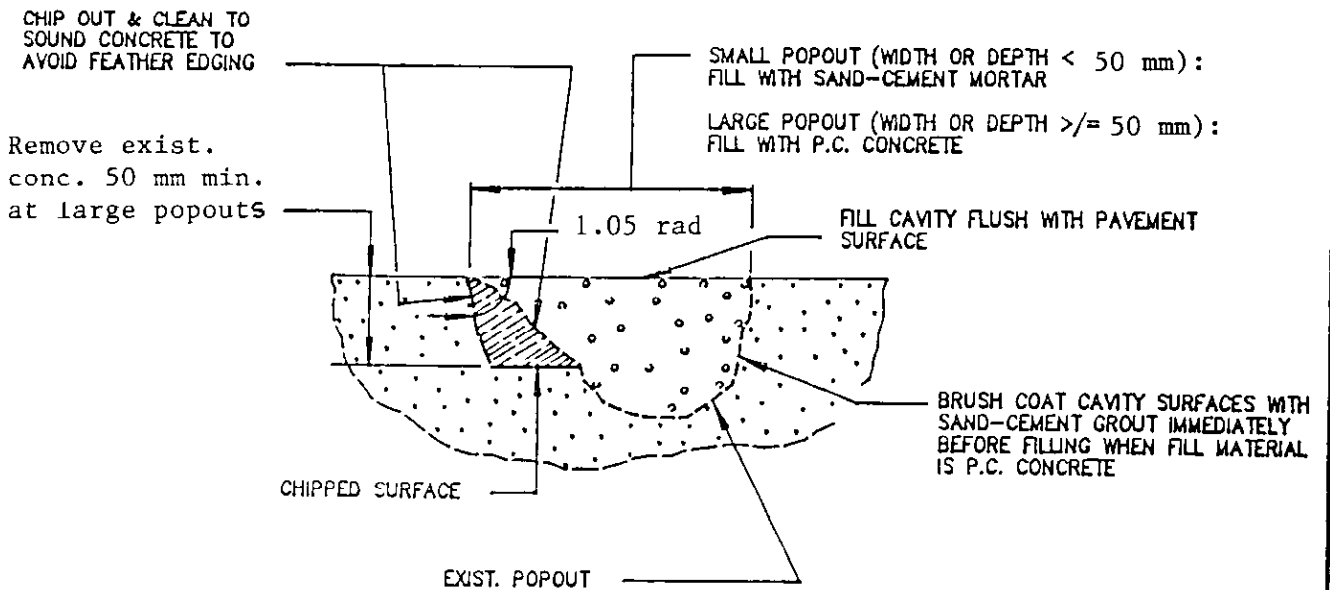 CHIP OUT & CLEAN TO
SOUND CONCRETE TO
AVOID FEATHER EDGING
SMALL POPOUT (WIDTH OR DEPTH < 50 mm):
FILL WITH SAND-CEMENT MORTAR
LARGE POPOUT (WIDTH OR DEPTH >/= 50 mm):
FILL WITH P.C. CONCRETE
Remove exist.
conc. 50 mm min.
at large popouts
1.05 rad
FILL CAVITY FLUSH WITH PAVEMENT
SURFACE
BRUSH COAT CAVITY SURFACES WITH
SAND-CEMENT GROUT IMMEDIATELY
BEFORE FILLING WHEN FILL MATERIAL
IS P.C. CONCRETE
CHIPPED SURFACE
EXIST. POPOUT